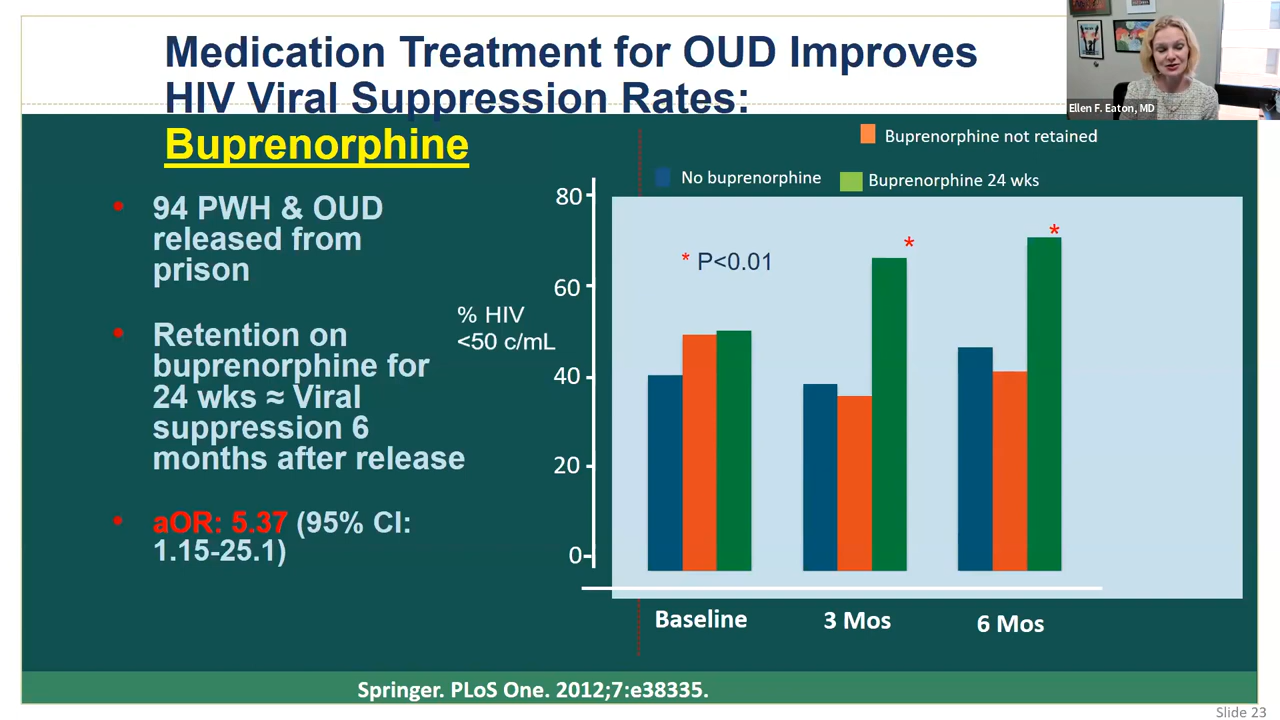 Medication Treatment for OUD Improves
HIV Viral Suppression Rates:
Buprenorphine
Ellen F. Eaton, MD
• 94 PWH & OUD
released from
prison
• Retention on
buprenorphine for
24 wks ≈ Viral
suppression 6
months after release
• aOR: 5.37 (95% CI:
1.15-25.1)
Buprenorphine not retained
No buprenorphine
Buprenorphine 24 wks
% HIV
<50 c/mL
80
60
40
20
0
* P<0.01
*
*
Baseline
3 Mos
6 Mos
Springer. PLoS One. 2012;7:e38335.
Slide 23